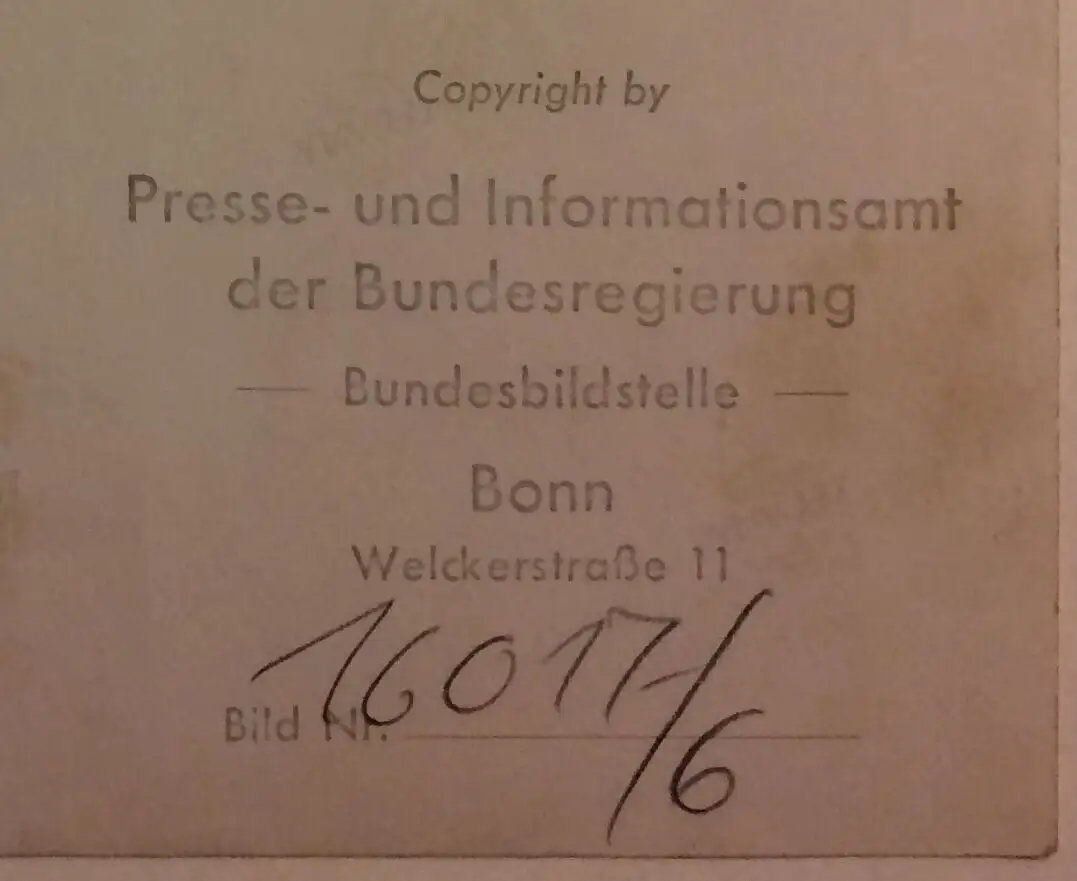 Copyright by
Presse- und Informationsamt
der Bundesregierung
— Bundesbildstelle —
Bonn
Welckerstraße 11
Bild Nr. 16017/6